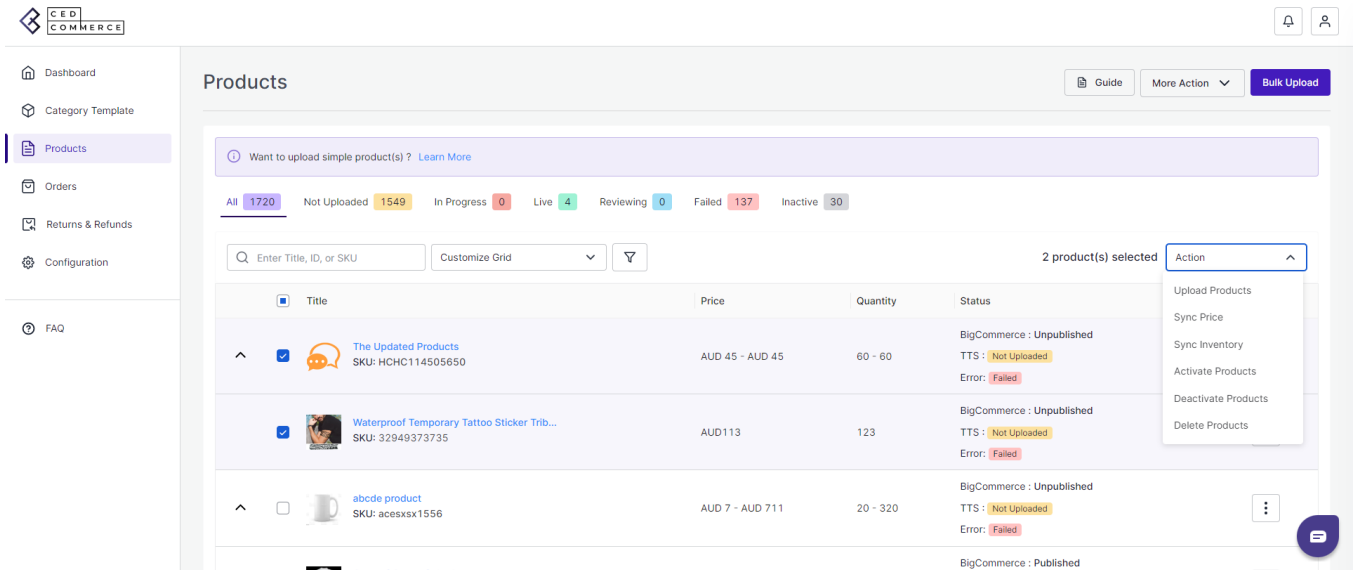 CED
COMMERCE
Dashboard
Category Template
Products
Orders
Returns & Refunds
Configuration
FAQ
Products
Guide
More Action
Bulk Upload
Want to upload simple product(s) ? Learn More
All 1720 Not Uploaded 1549 In Progress 0 Live 4 Reviewing 0 Failed 137 Inactive 30
Enter Title, ID, or SKU
Customize Grid
2 product(s) selected
Action
Upload Products
Sync Price
Sync Inventory
Activate Products
Deactivate Products
Delete Products
Title Price Quantity Status
The Updated Products
SKU: HCHC114505650
AUD 45 - AUD 45
60 - 60
BigCommerce : Unpublished
TTS : Not Uploaded
Error: Failed
Waterproof Temporary Tattoo Sticker Trib...
SKU: 32949373735
AUD113
123
BigCommerce : Unpublished
TTS : Not Uploaded
Error: Failed
abcde product
SKU: acesxsx1556
AUD 7 - AUD 711
20 - 320
BigCommerce : Unpublished
TTS : Not Uploaded
Error: Failed
BigCommerce : Published